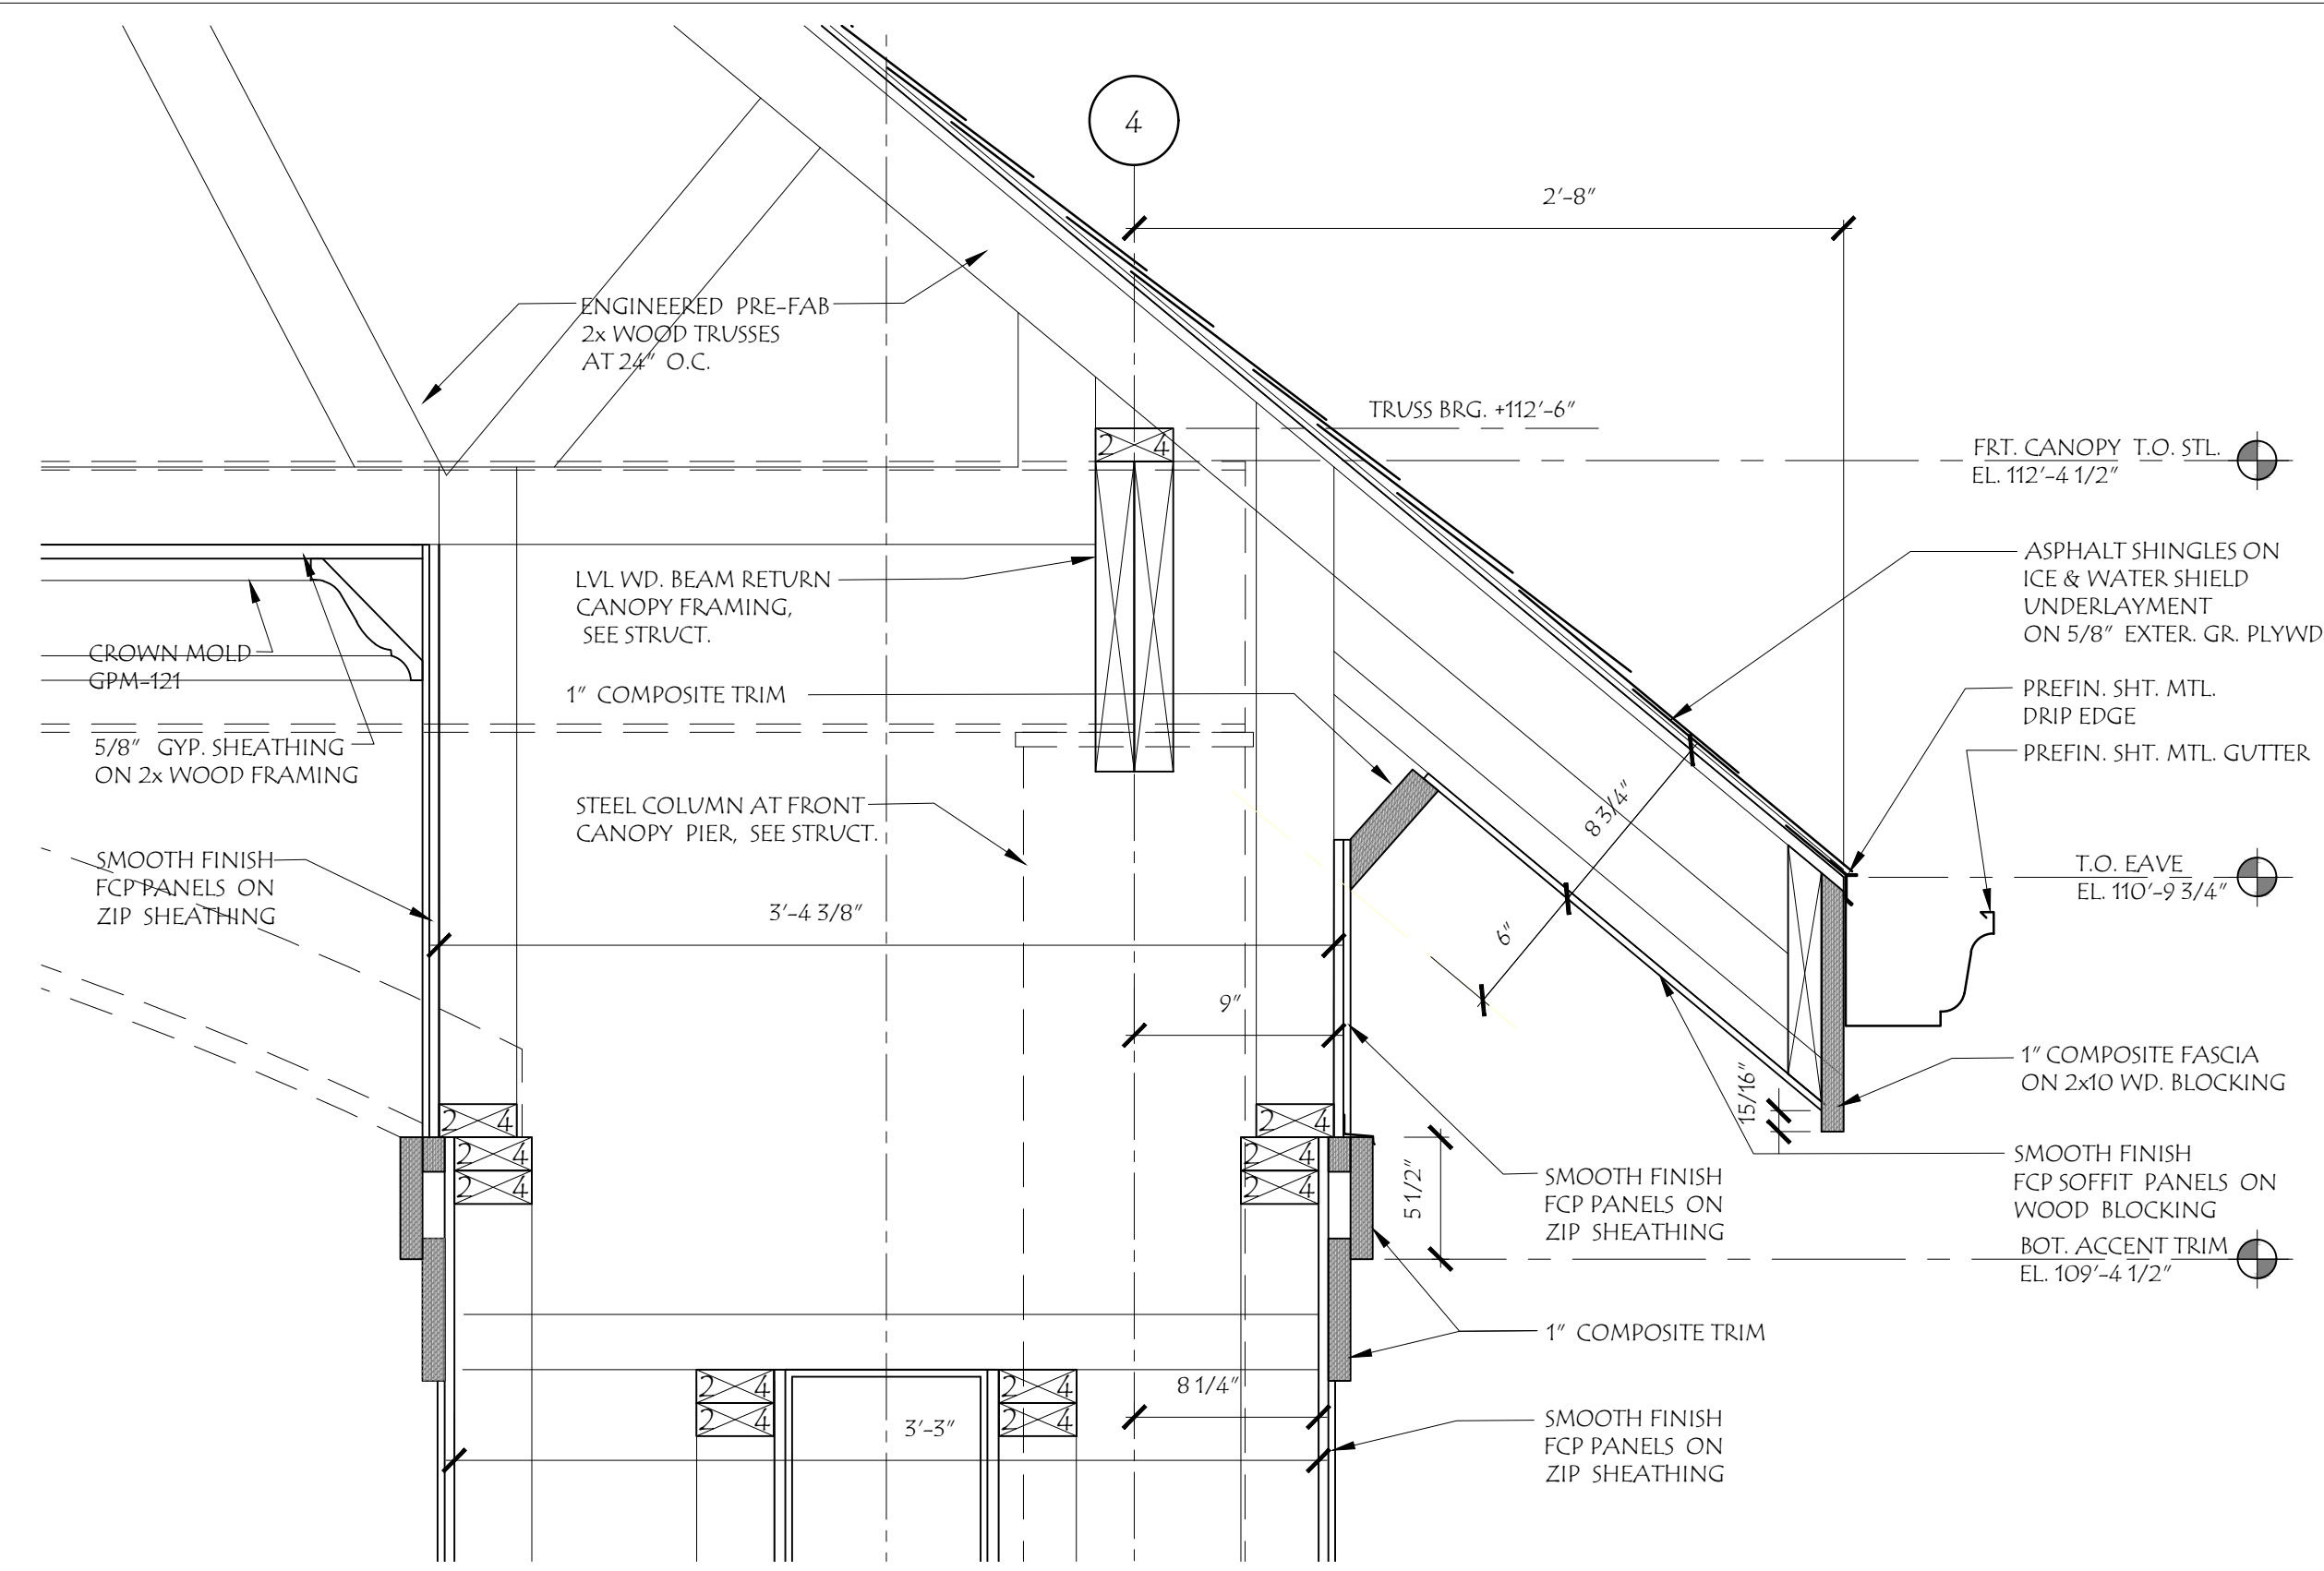 4
2'-8"
ENGINEERED PRE-FAB
2x WOOD TRUSSES
AT 24" O.C.
TRUSS BRG. +112'-6"
2 4
FRT. CANOPY T.O. STL.
EL. 112'-4 1/2"
ASPHALT SHINGLES ON
ICE & WATER SHIELD
UNDERLAYMENT
ON 5/8" EXTER. GR. PLYWD
LVL WD. BEAM RETURN
CANOPY FRAMING,
SEE STRUCT.
CROWN MOLD
GPM-121
1" COMPOSITE TRIM
PREFIN. SHT. MTL.
DRIP EDGE
PREFIN. SHT. MTL. GUTTER
5/8" GYP. SHEATHING
ON 2x WOOD FRAMING
STEEL COLUMN AT FRONT
CANOPY PIER, SEE STRUCT.
8 3/4"
SMOOTH FINISH
FCP PANELS ON
ZIP SHEATHING
T.O. EAVE
EL. 110'-9 3/4"
3'-4 3/8"
6"
9"
1" COMPOSITE FASCIA
ON 2x10 WD. BLOCKING
15/16"
2 4
2 4
2 4
2 4
2 4
2 4
5 1/2"
SMOOTH FINISH
FCP PANELS ON
ZIP SHEATHING
SMOOTH FINISH
FCP SOFFIT PANELS ON
WOOD BLOCKING
BOT. ACCENT TRIM
EL. 109'-4 1/2"
1" COMPOSITE TRIM
2 4
2 4
2 4
2 4
8 1/4"
3'-3"
SMOOTH FINISH
FCP PANELS ON
ZIP SHEATHING